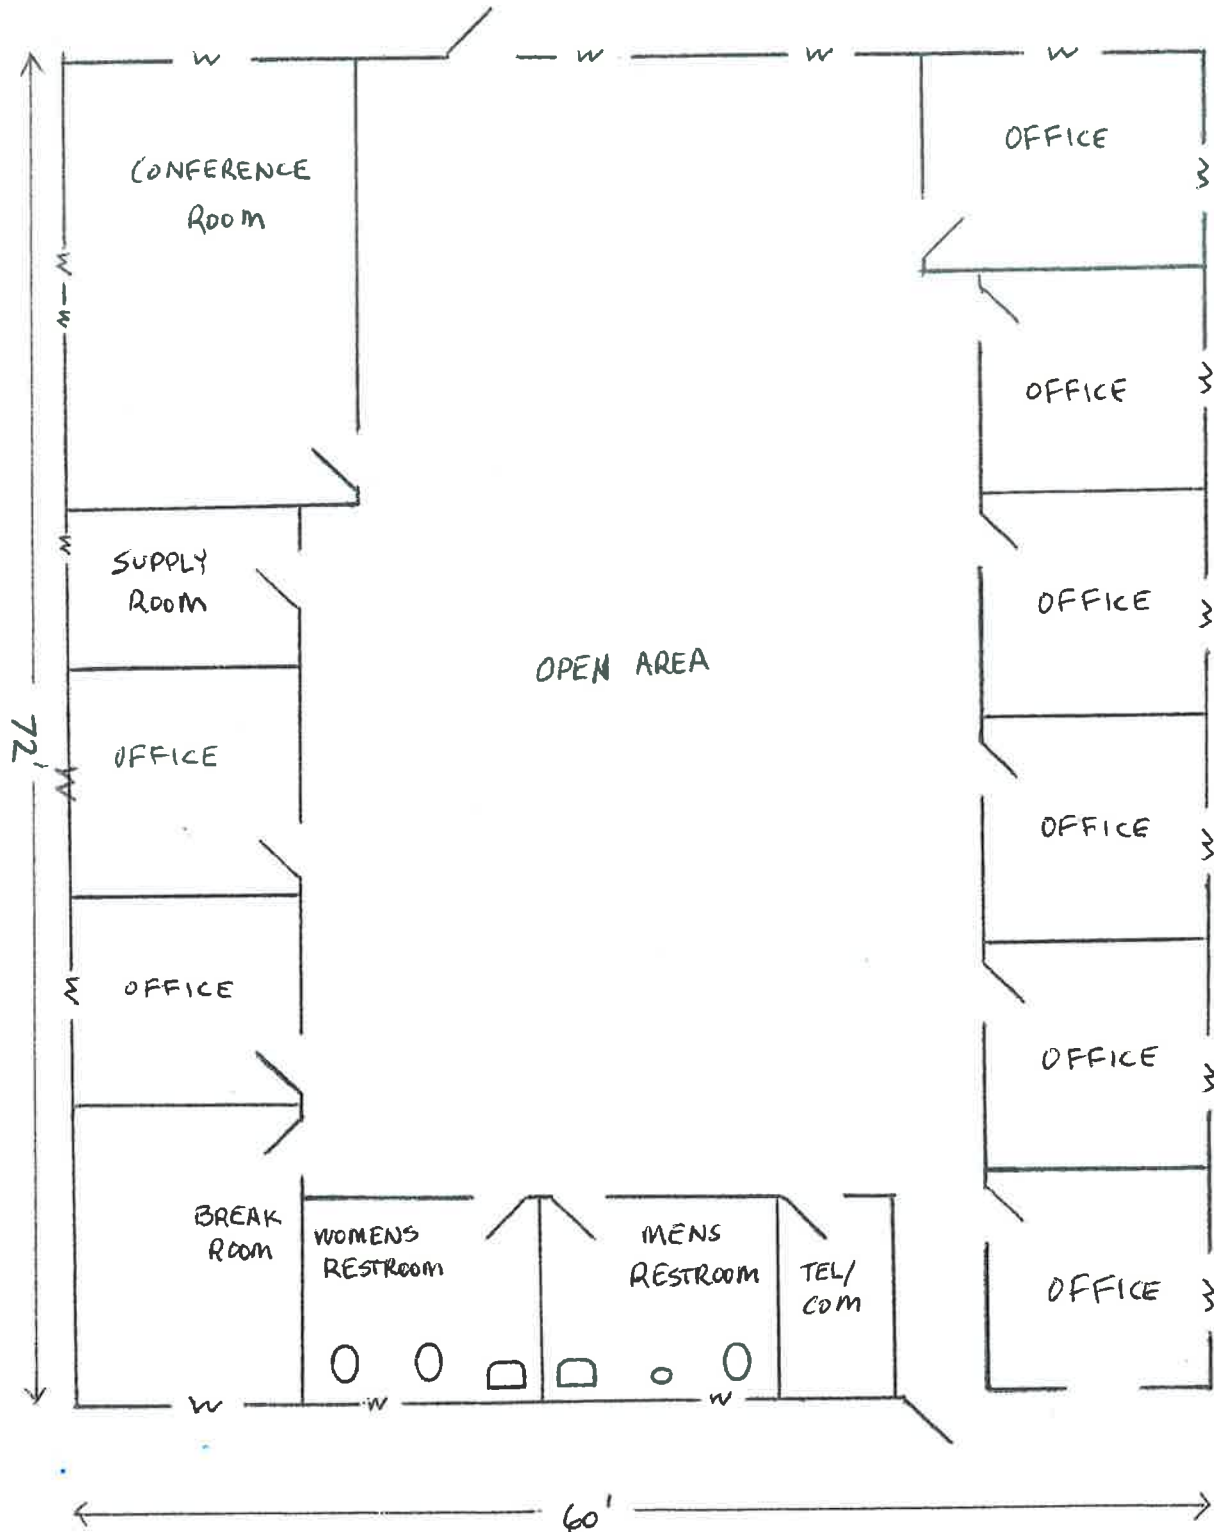 W
W
W
W
OFFICE
CONFERENCE
ROOM
W
W
W
W
OFFICE
W
SUPPLY
ROOM
OFFICE
W
OPEN AREA
72'
OFFICE
W
OFFICE
W
OFFICE
W
OFFICE
W
BREAK
ROOM
WOMENS
RESTROOM
MENS
RESTROOM
TEL/
COM
OFFICE
W
W
W
W
60'